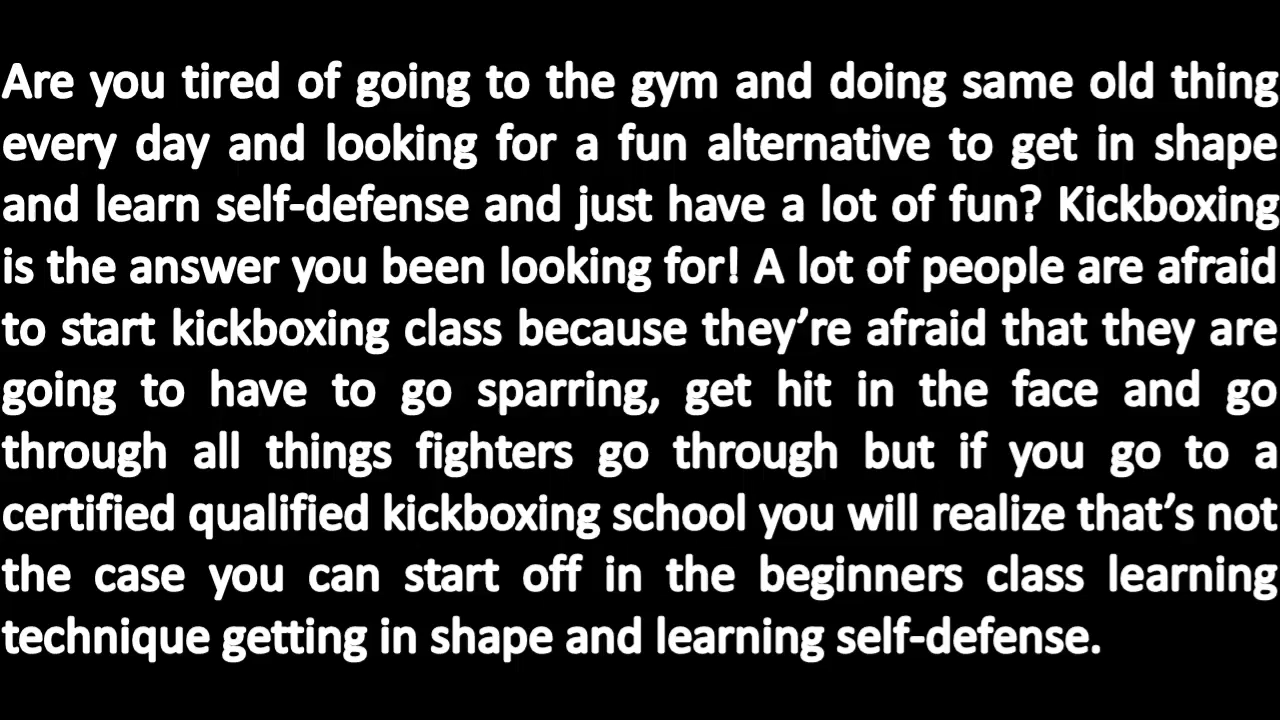 Are you tired of going to the gym and doing same old thing
every day and looking for a fun alternative to get in shape
and learn self-defense and just have a lot of fun? Kickboxing
is the answer you been looking for! A lot of people are afraid
to start kickboxing class because they’re afraid that they are
going to have to go sparring, get hit in the face and go
through all things fighters go through but if you go to a
certified qualified kickboxing school you will realize that’s not
the case you can start off in the beginners class learning
technique getting in shape and learning self-defense.